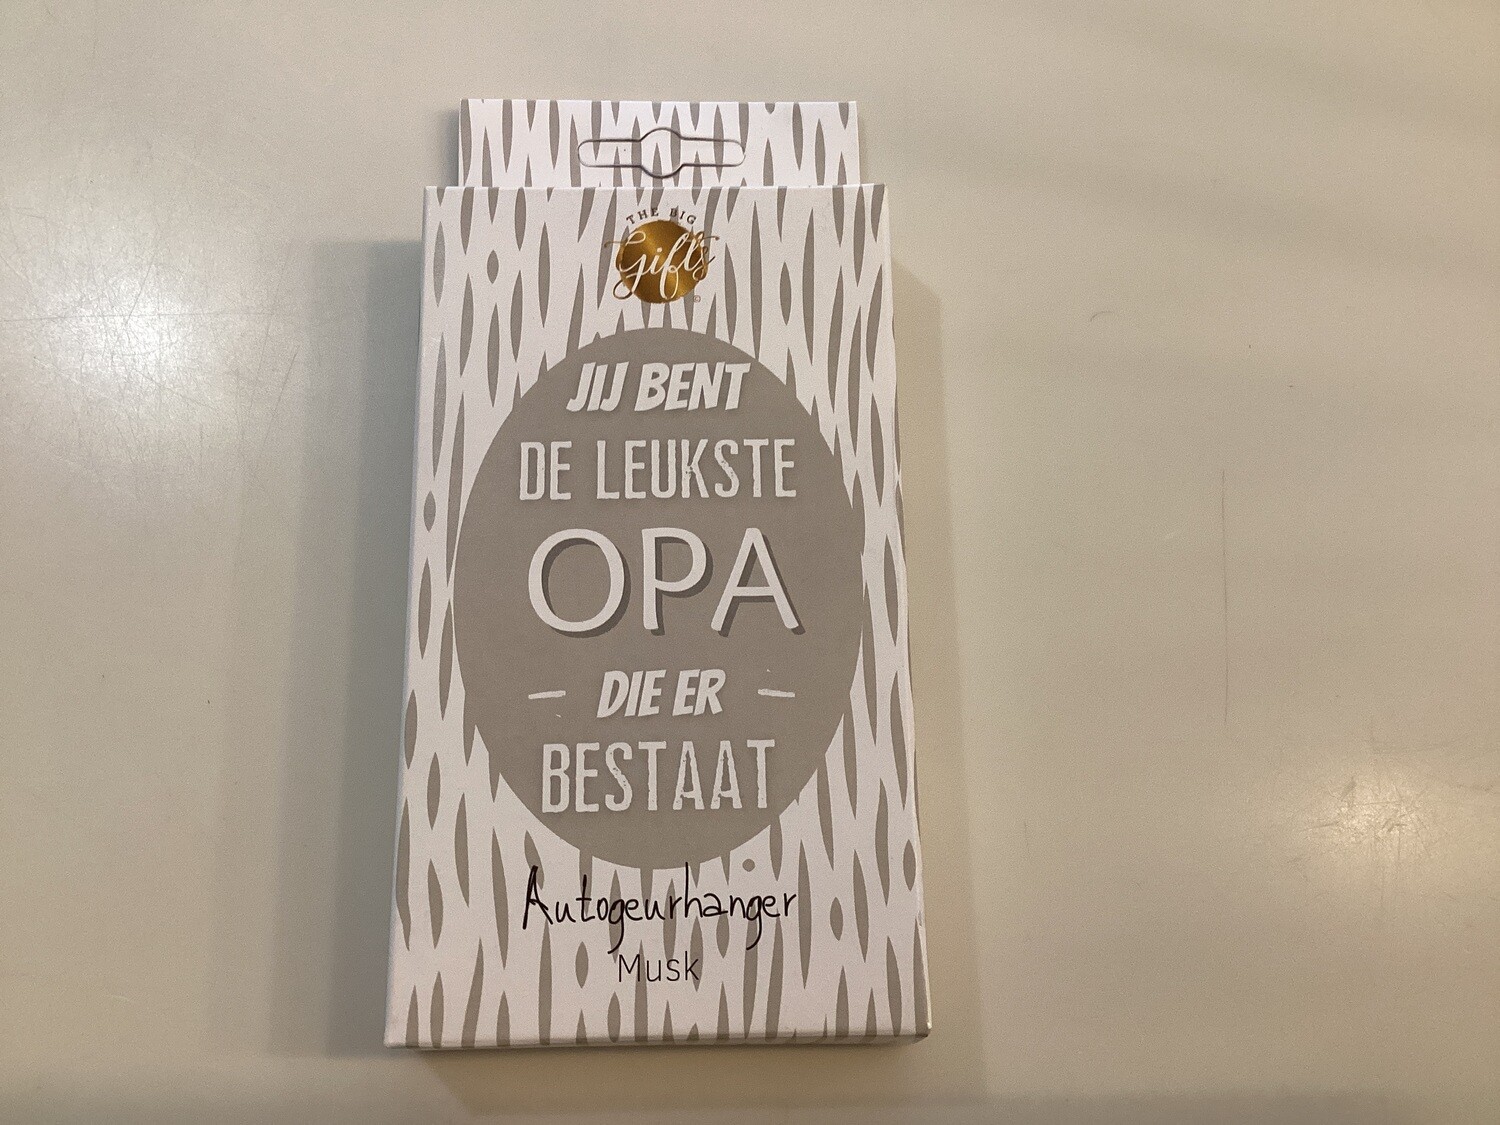 THE BIG
Gifts
©
JIJ BENT
DE LEUKSTE
OPA
DIE ER
BESTAAT
Autogeurhanger
Musk